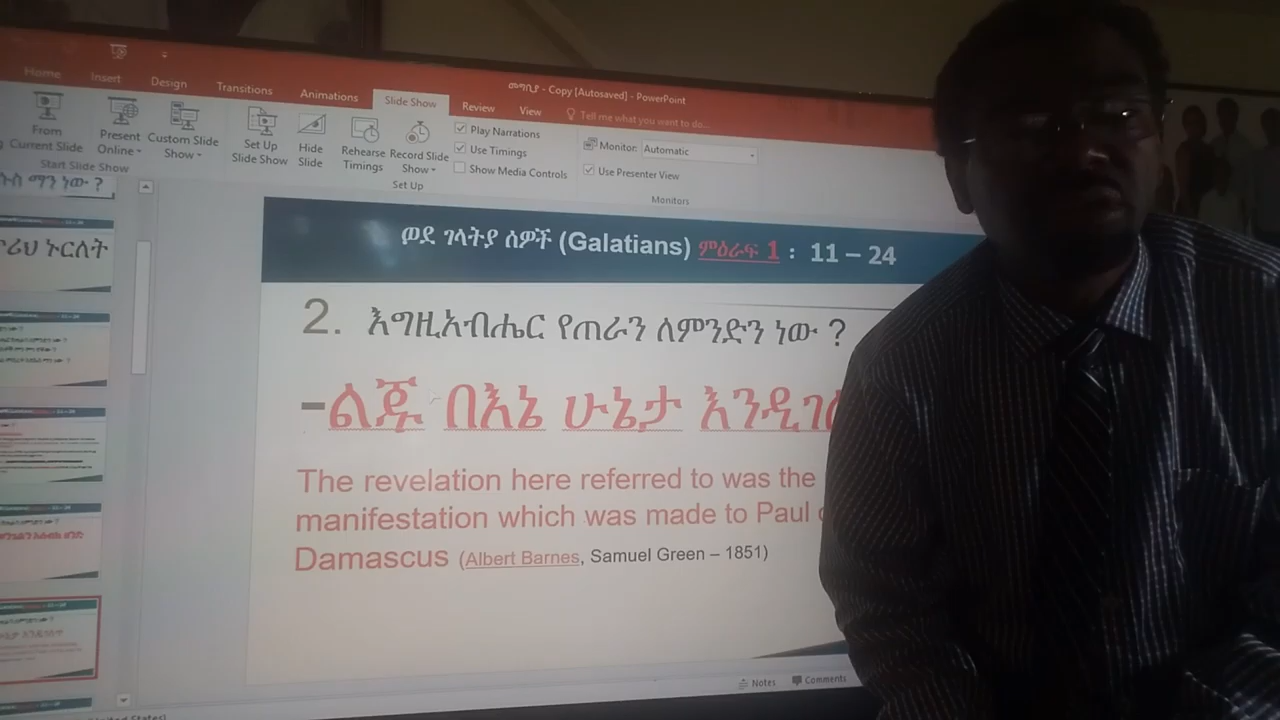 መግቢያ - Copy [Autosaved] - PowerPoint
Home Insert Design Transitions Animations Slide Show Review View Tell me what you want to do...
From Current Slide
Present Online
Custom Slide Show
Start Slide Show
Set Up Slide Show
Hide Slide
Rehearse Timings
Record Slide Show
Play Narrations
Use Timings
Show Media Controls
Set Up
Monitor: Automatic
Use Presenter View
Monitors
ማን ነው ?
ኑርለት
ወደ ገላትያ ሰዎች (Galatians) ምዕራፍ 1 : 11 – 24
2. እግዚአብሔር የጠራን ለምንድን ነው ?
-ልጁ በእኔ ሁኔታ
The revelation here referred to was the
manifestation which was made to Paul
Damascus (Albert Barnes, Samuel Green – 1851)
Notes Comments